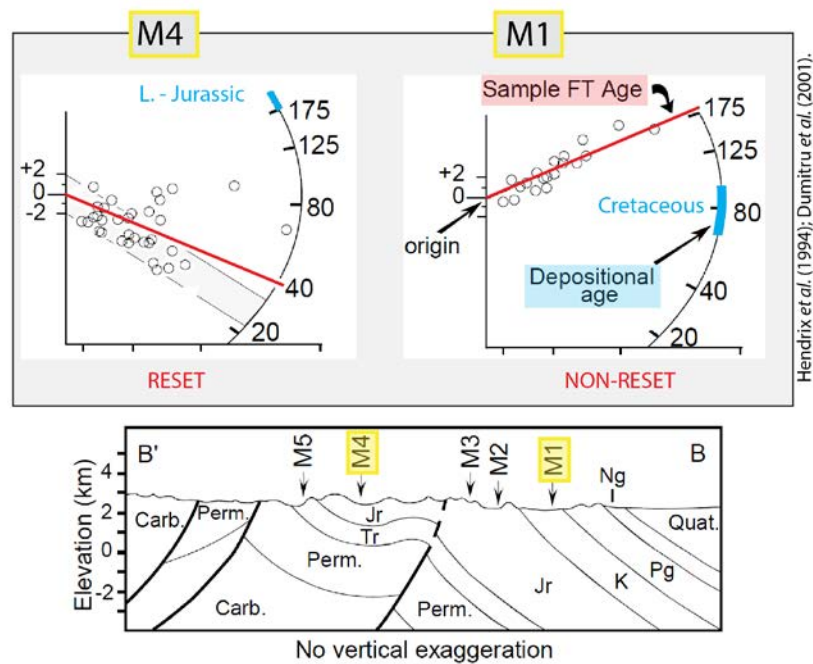 M4
M1
L. - Jurassic
175
125
80
40
20
+2
0
-2
RESET
Sample FT Age
175
125
80
40
20
+2
0
origin
Cretaceous
Depositional
age
NON-RESET
Hendrix et al. (1994); Dumitru et al. (2001).
B'
M5
M4
M3
M2
M1
B
Ng
Elevation (km)
4
2
0
-2
Carb.
Perm.
Jr
Tr
Perm.
Carb.
Perm.
Jr
K
Pg
Quat.
No vertical exaggeration